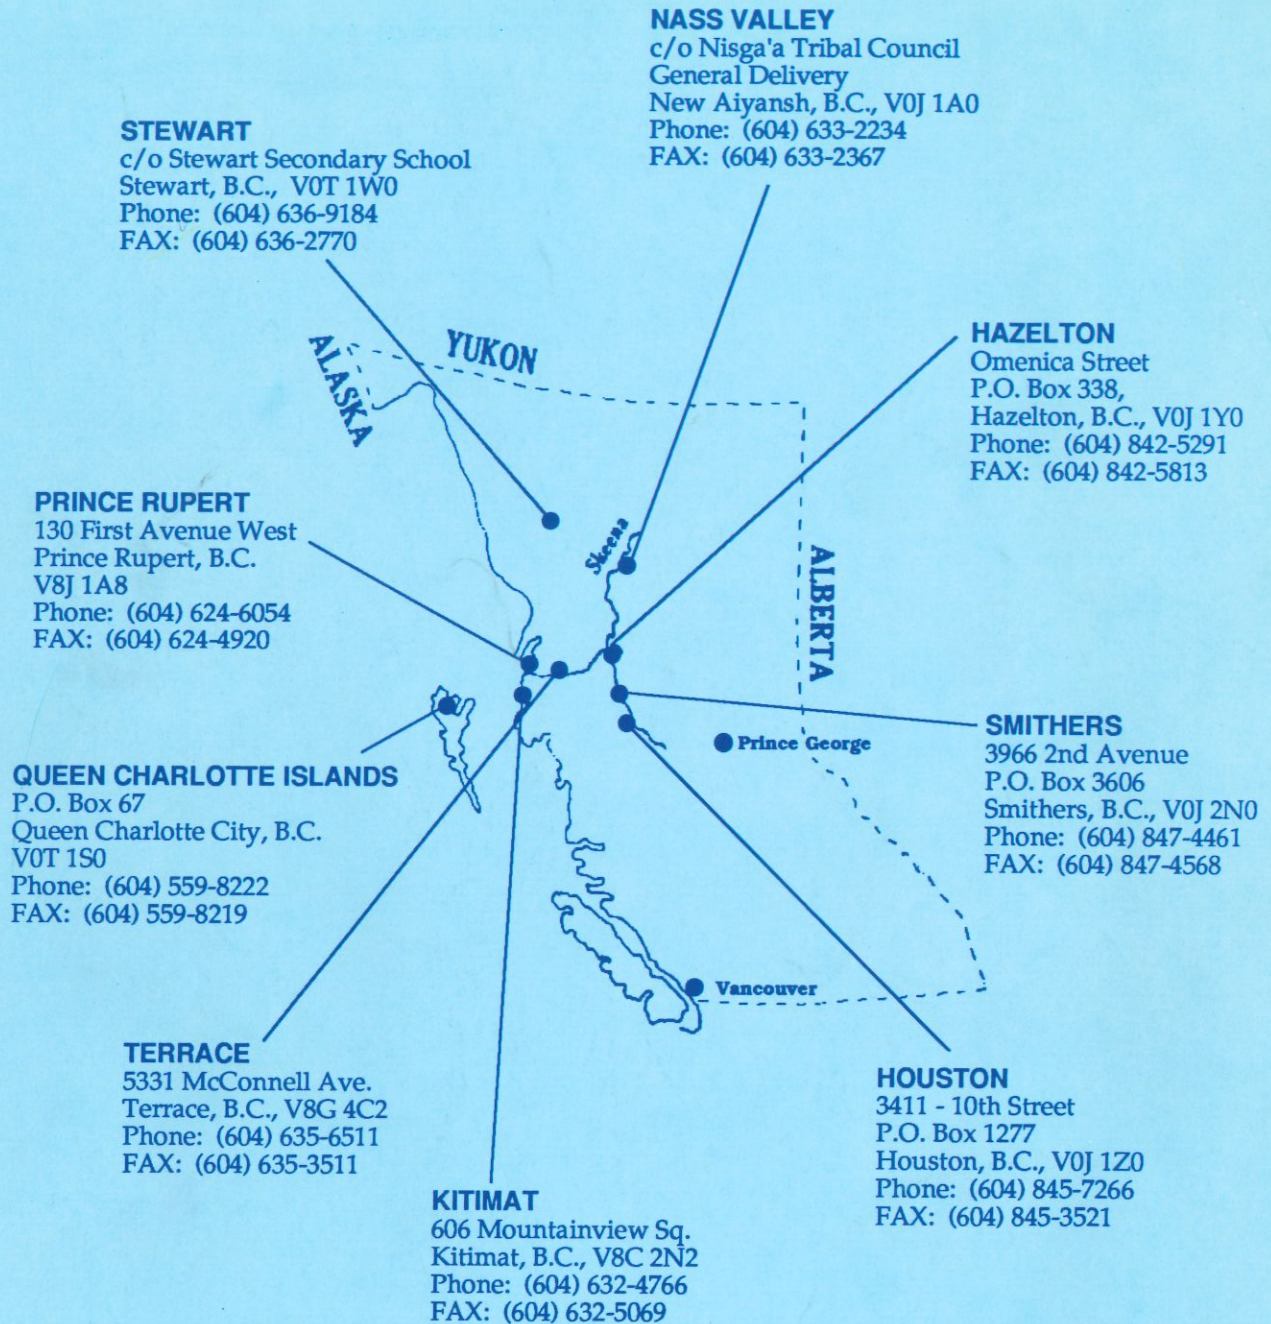 NASS VALLEY
c/o Nisga'a Tribal Council
General Delivery
New Aiyansh, B.C., V0J 1A0
Phone: (604) 633-2234
FAX: (604) 633-2367
STEWART
c/o Stewart Secondary School
Stewart, B.C., V0T 1W0
Phone: (604) 636-9184
FAX: (604) 636-2770
HAZELTON
Omenica Street
P.O. Box 338,
Hazelton, B.C., V0J 1Y0
Phone: (604) 842-5291
FAX: (604) 842-5813
ALASKA
YUKON
PRINCE RUPERT
130 First Avenue West
Prince Rupert, B.C.
V8J 1A8
Phone: (604) 624-6054
FAX: (604) 624-4920
Skeena
ALBERTA
SMITHERS
3966 2nd Avenue
P.O. Box 3606
Smithers, B.C., V0J 2N0
Phone: (604) 847-4461
FAX: (604) 847-4568
Prince George
QUEEN CHARLOTTE ISLANDS
P.O. Box 67
Queen Charlotte City, B.C.
V0T 1S0
Phone: (604) 559-8222
FAX: (604) 559-8219
Vancouver
TERRACE
5331 McConnell Ave.
Terrace, B.C., V8G 4C2
Phone: (604) 635-6511
FAX: (604) 635-3511
HOUSTON
3411 - 10th Street
P.O. Box 1277
Houston, B.C., V0J 1Z0
Phone: (604) 845-7266
FAX: (604) 845-3521
KITIMAT
606 Mountainview Sq.
Kitimat, B.C., V8C 2N2
Phone: (604) 632-4766
FAX: (604) 632-5069